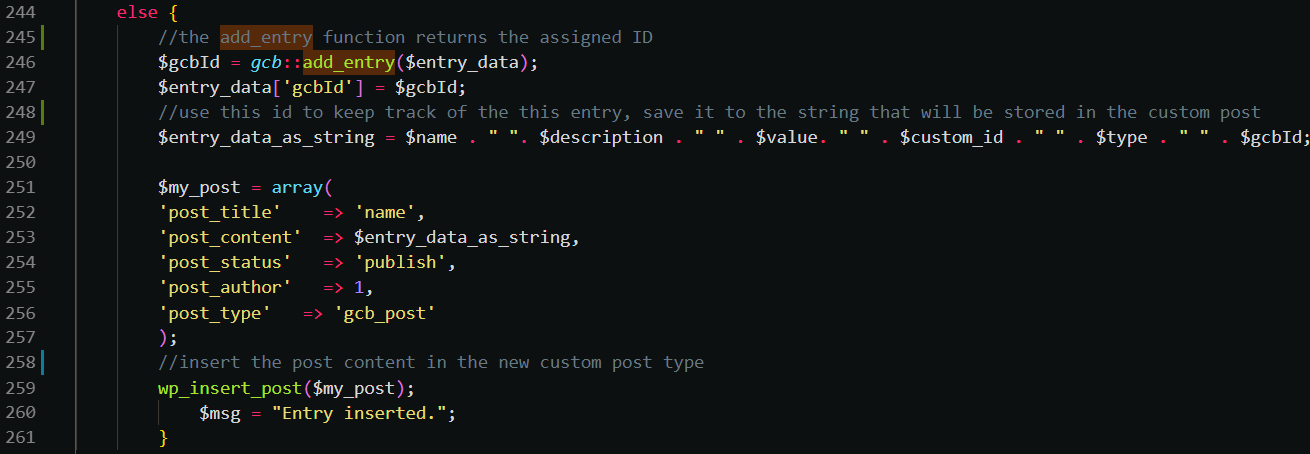 244 else {
245 //the add_entry function returns the assigned ID
246 $gcbId = gcb::add_entry($entry_data);
247 $entry_data['gcbId'] = $gcbId;
248 //use this id to keep track of the this entry, save it to the string that will be stored in the custom post
249 $entry_data_as_string = $name . " ". $description . " " . $value. " " . $custom_id . " " . $type . " " . $gcbId;
250
251 $my_post = array(
252 'post_title'    => 'name',
253 'post_content'  => $entry_data_as_string,
254 'post_status'   => 'publish',
255 'post_author'   => 1,
256 'post_type'   => 'gcb_post'
257 );
258 //insert the post content in the new custom post type
259 wp_insert_post($my_post);
260 $msg = "Entry inserted.";
261 }